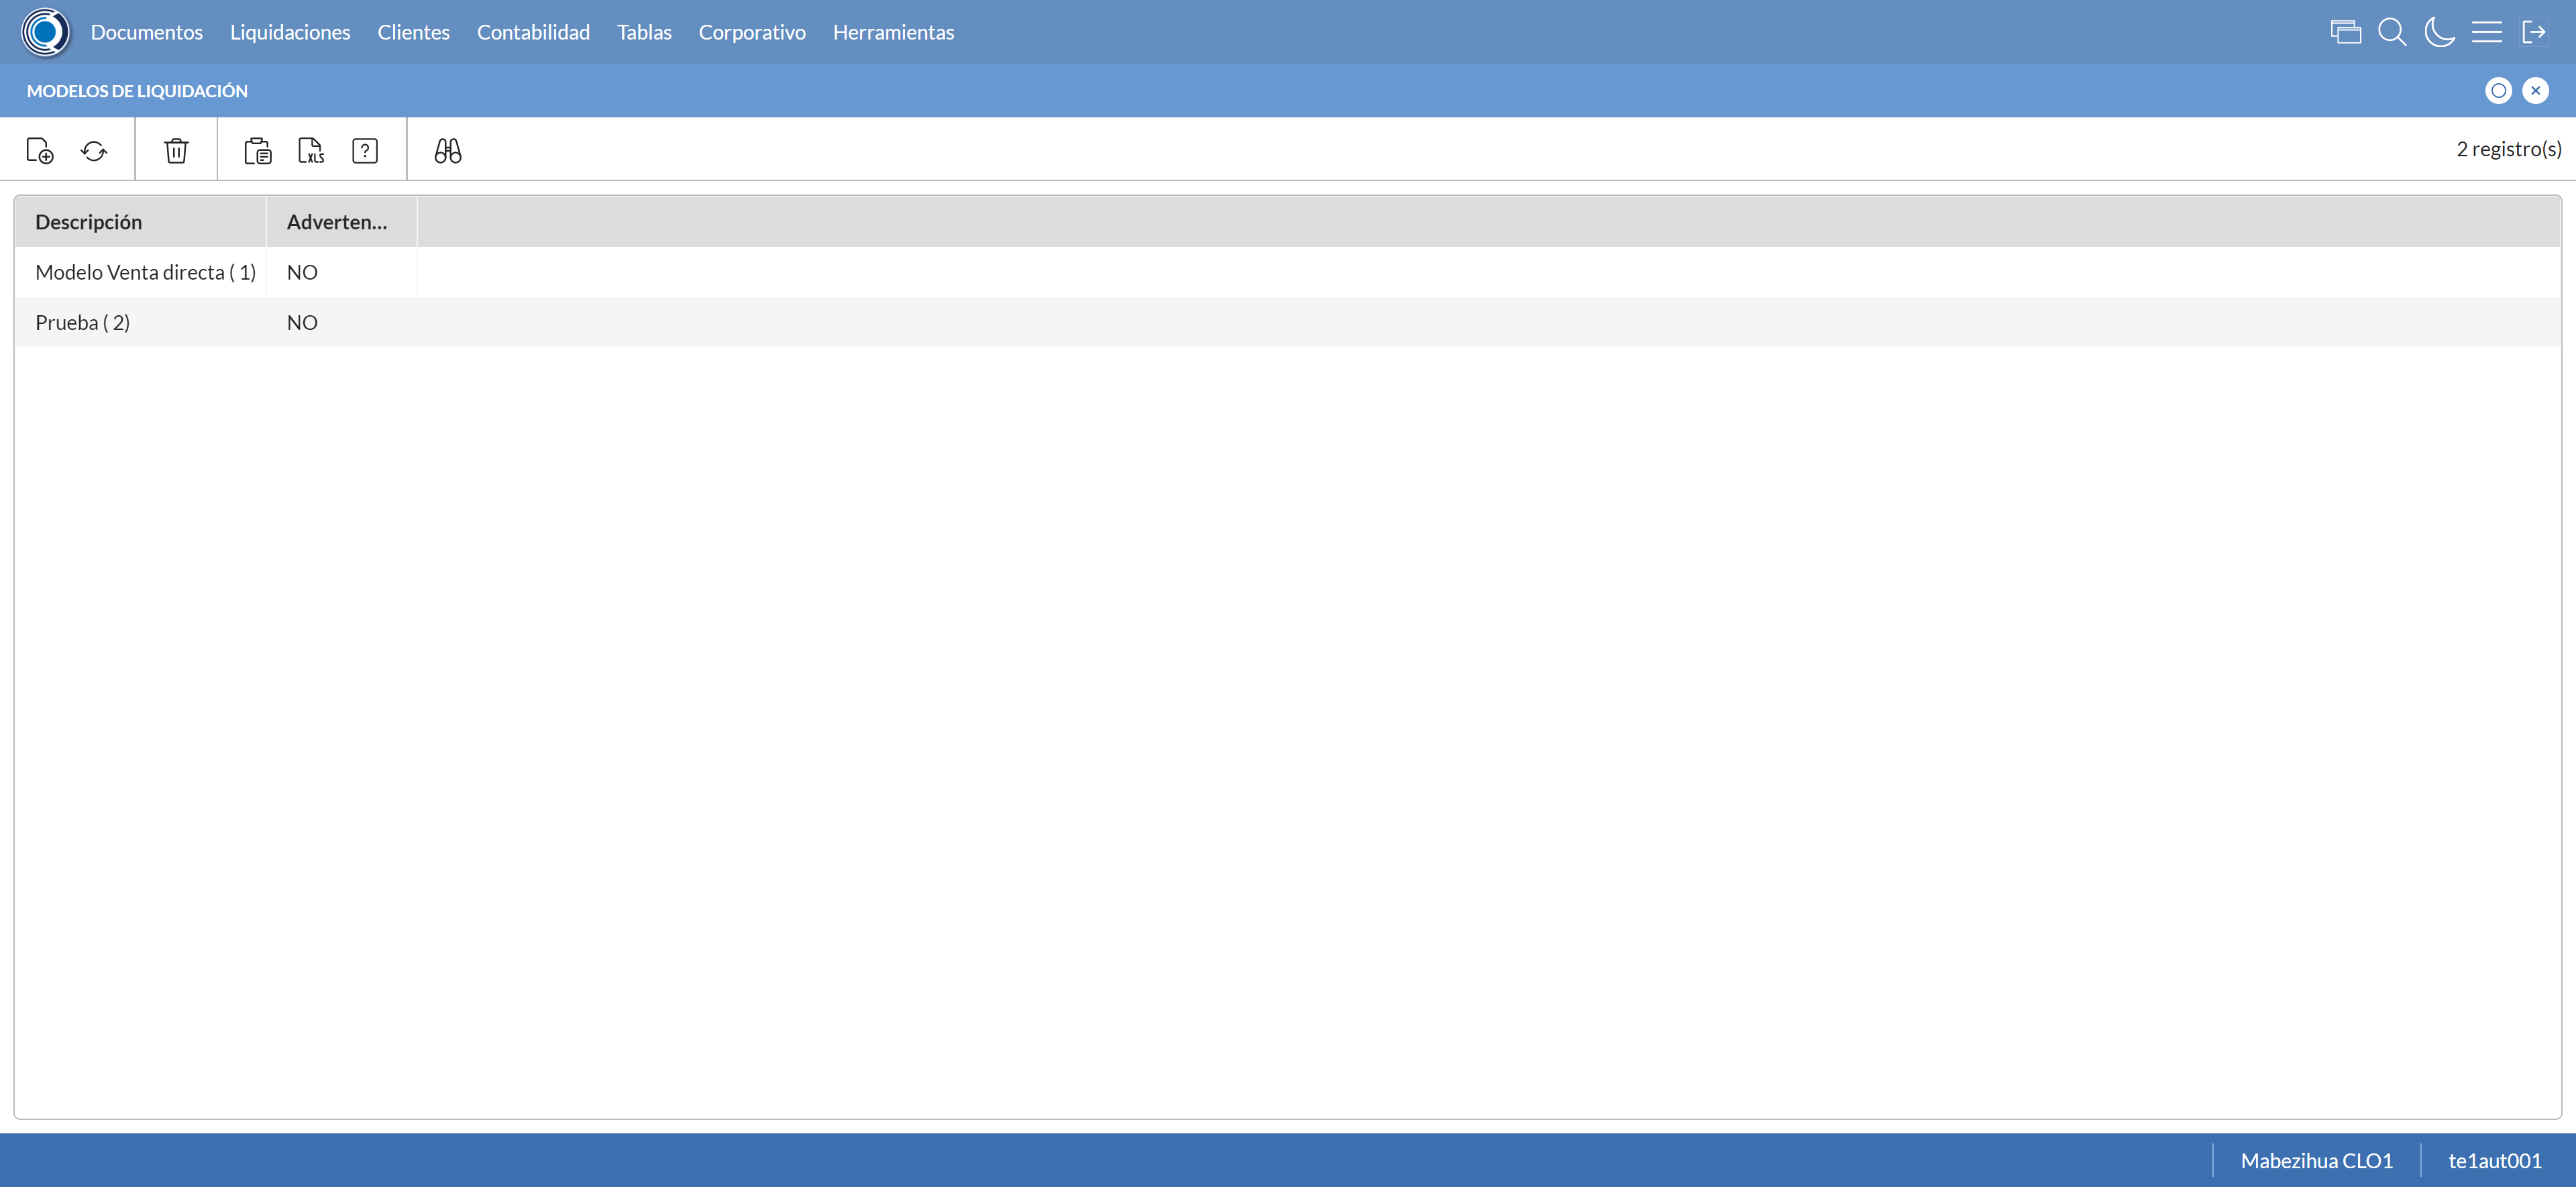 Documentos Liquidaciones Clientes Contabilidad Tablas Corporativo Herramientas
MODELOS DE LIQUIDACIÓN
XLS ? 2 registro(s)
Descripción Adverten...
Modelo Venta directa ( 1) NO
Prueba ( 2) NO
Mabezihua CLO1 te1aut001